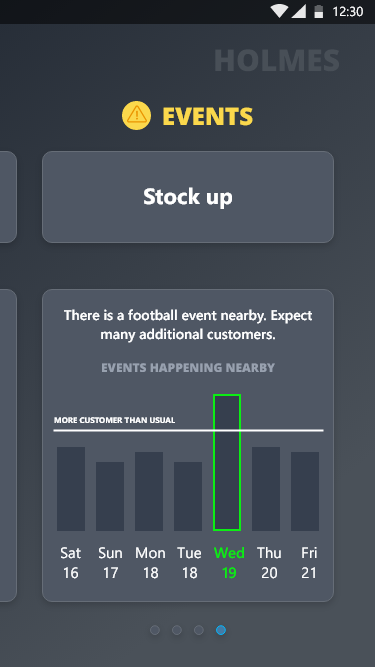 12:30
HOLMES
EVENTS
Stock up
There is a football event nearby. Expect
many additional customers.
EVENTS HAPPENING NEARBY
MORE CUSTOMER THAN USUAL
Sat Sun Mon Tue Wed Thu Fri
16 17 18 18 19 20 21